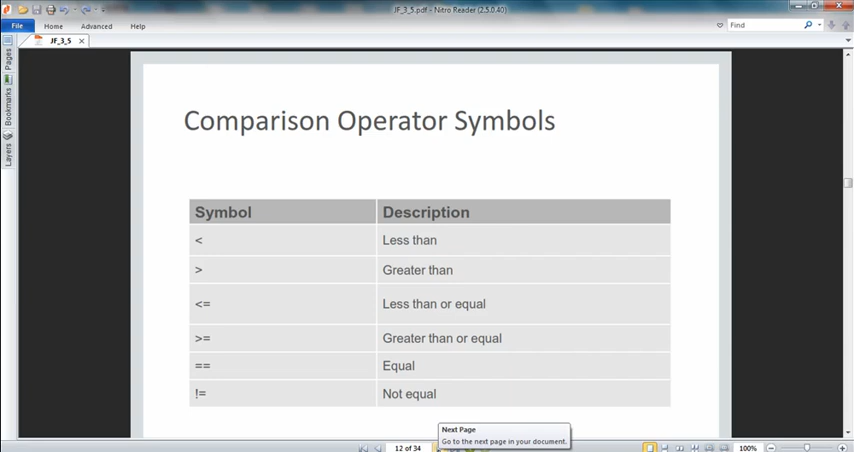 JF_3_5.pdf - Nitro Reader (2.5.0.40)
File Home Advanced Help
Find
JF_3_5
Pages
Bookmarks
Layers
Comparison Operator Symbols
Symbol Description
< Less than
> Greater than
<= Less than or equal
>= Greater than or equal
== Equal
!= Not equal
Next Page
Go to the next page in your document.
12 of 34
100%